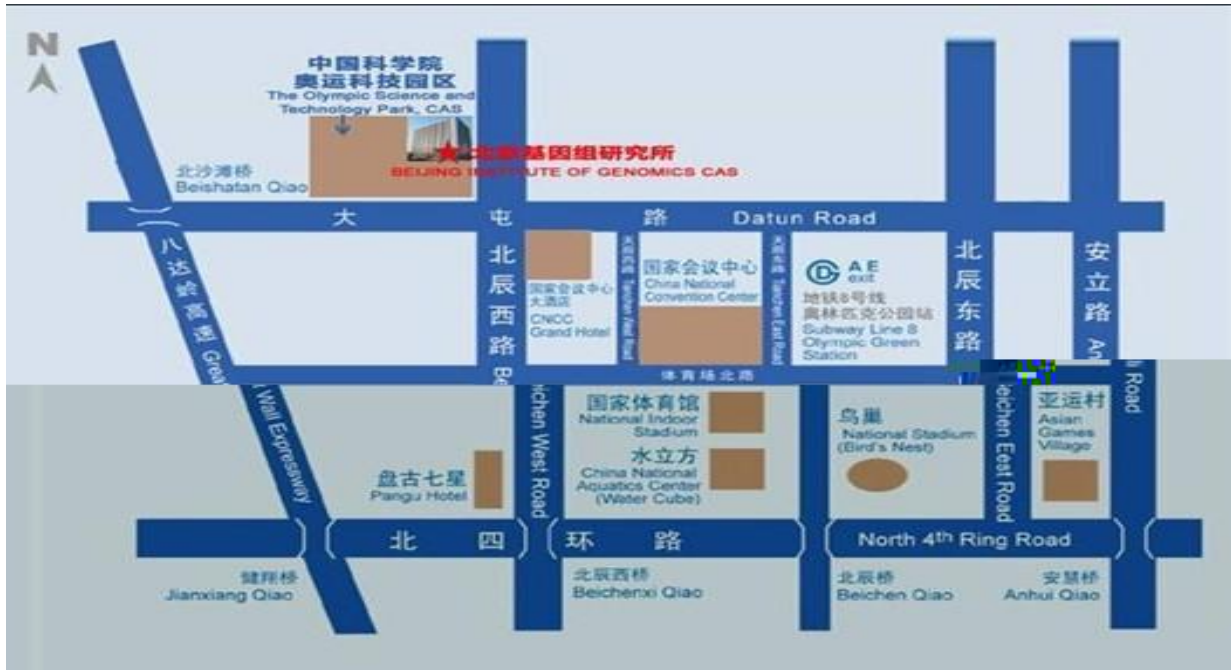 N
中国科学院
奥运科技园区
The Olympic Science and
Technology Park, CAS
北京基因组研究所
BEIJING INSTITUTE OF GENOMICS CAS
北沙滩桥
Beishatan Qiao
大屯路 Datun Road
八达岭高速 Great Wall Expressway
北辰西路 Beichen West Road
国家会议中心
大酒店
CNCC
Grand Hotel
天辰西路 Tianchen West Road
国家会议中心
China National
Convention Center
天辰东路 Tianchen East Road
A E
exit
地铁8号线
奥林匹克公园站
Subway Line 8
Olympic Green
Station
北辰东路 Beichen Eest Road
安立路 Anli Road
体育场北路
国家体育馆
National Indoor
Stadium
水立方
China National
Aquatics Center
(Water Cube)
鸟巢
National Stadium
(Bird's Nest)
亚运村
Asian
Games
Village
盘古七星
Pangu Hotel
北四环路 North 4th Ring Road
健翔桥
Jianxiang Qiao
北辰西桥
Beichenxi Qiao
北辰桥
Beichen Qiao
安慧桥
Anhui Qiao